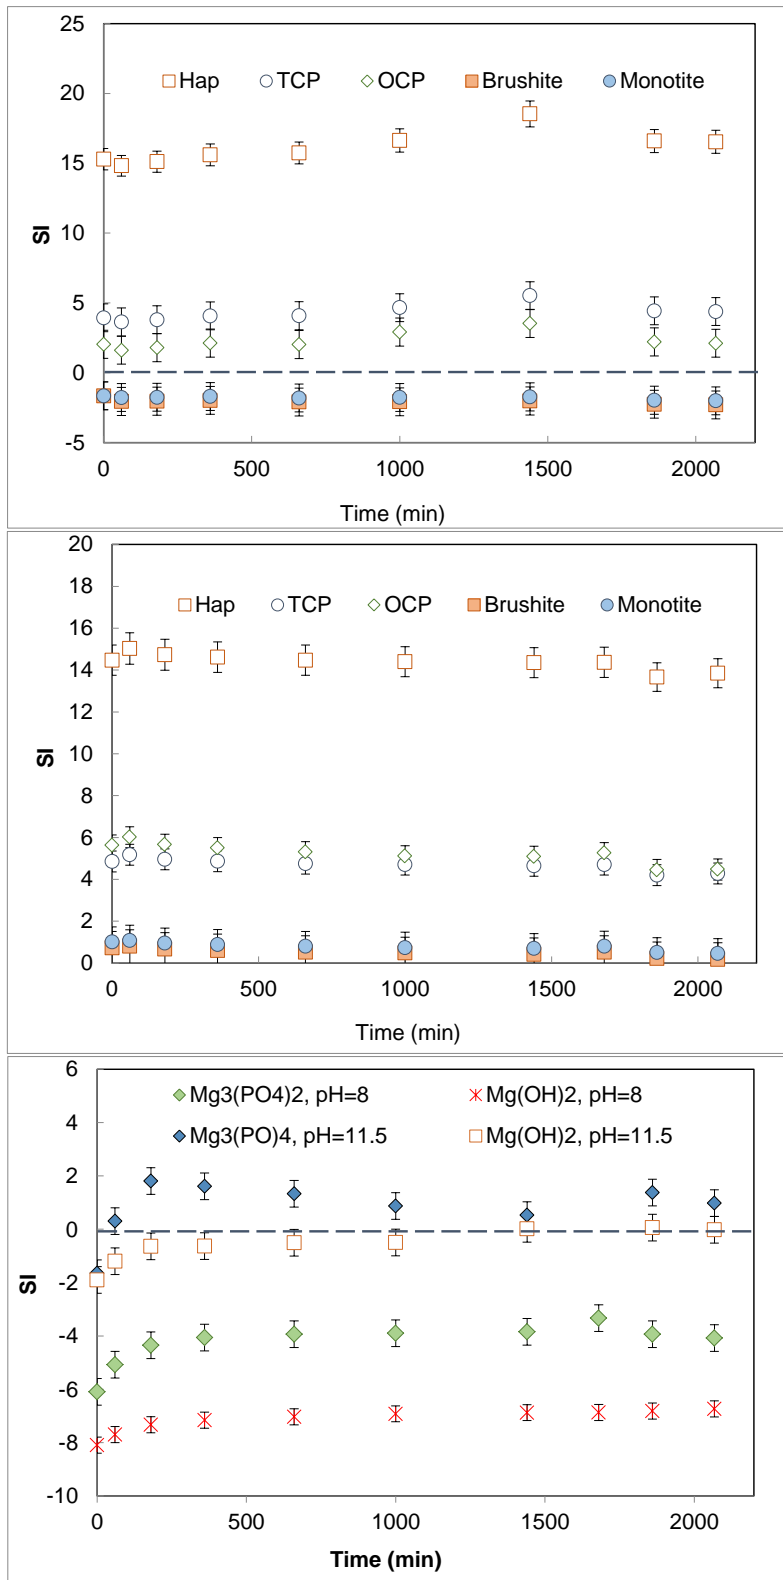 25
20
15
10
5
0
-5
SI
Hap TCP OCP Brushite Monotite
0 500 1000 1500 2000
Time (min)
20
18
16
14
12
10
8
6
4
2
0
SI
Hap TCP OCP Brushite Monotite
0 500 1000 1500 2000
Time (min)
6
4
2
0
-2
-4
-6
-8
-10
SI
Mg3(PO4)2, pH=8 Mg(OH)2, pH=8
Mg3(PO)4, pH=11.5 Mg(OH)2, pH=11.5
0 500 1000 1500 2000
Time (min)